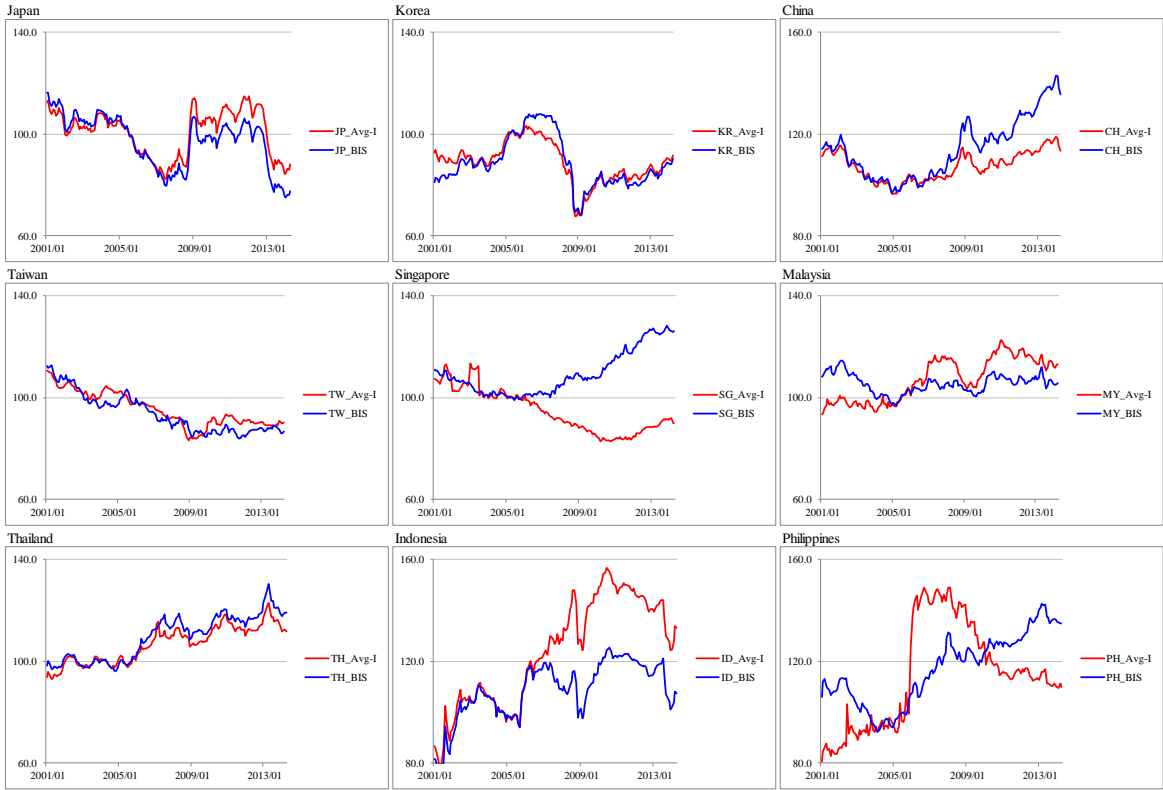 Japan
140.0
100.0
60.0
2001/01 2005/01 2009/01 2013/01
JP_Avg-I
JP_BIS
Korea
140.0
100.0
60.0
2001/01 2005/01 2009/01 2013/01
KR_Avg-I
KR_BIS
China
160.0
120.0
80.0
2001/01 2005/01 2009/01 2013/01
CH_Avg-I
CH_BIS
Taiwan
140.0
100.0
60.0
2001/01 2005/01 2009/01 2013/01
TW_Avg-I
TW_BIS
Singapore
140.0
100.0
60.0
2001/01 2005/01 2009/01 2013/01
SG_Avg-I
SG_BIS
Malaysia
140.0
100.0
60.0
2001/01 2005/01 2009/01 2013/01
MY_Avg-I
MY_BIS
Thailand
140.0
100.0
60.0
2001/01 2005/01 2009/01 2013/01
TH_Avg-I
TH_BIS
Indonesia
160.0
120.0
80.0
2001/01 2005/01 2009/01 2013/01
ID_Avg-I
ID_BIS
Philippines
160.0
120.0
80.0
2001/01 2005/01 2009/01 2013/01
PH_Avg-I
PH_BIS